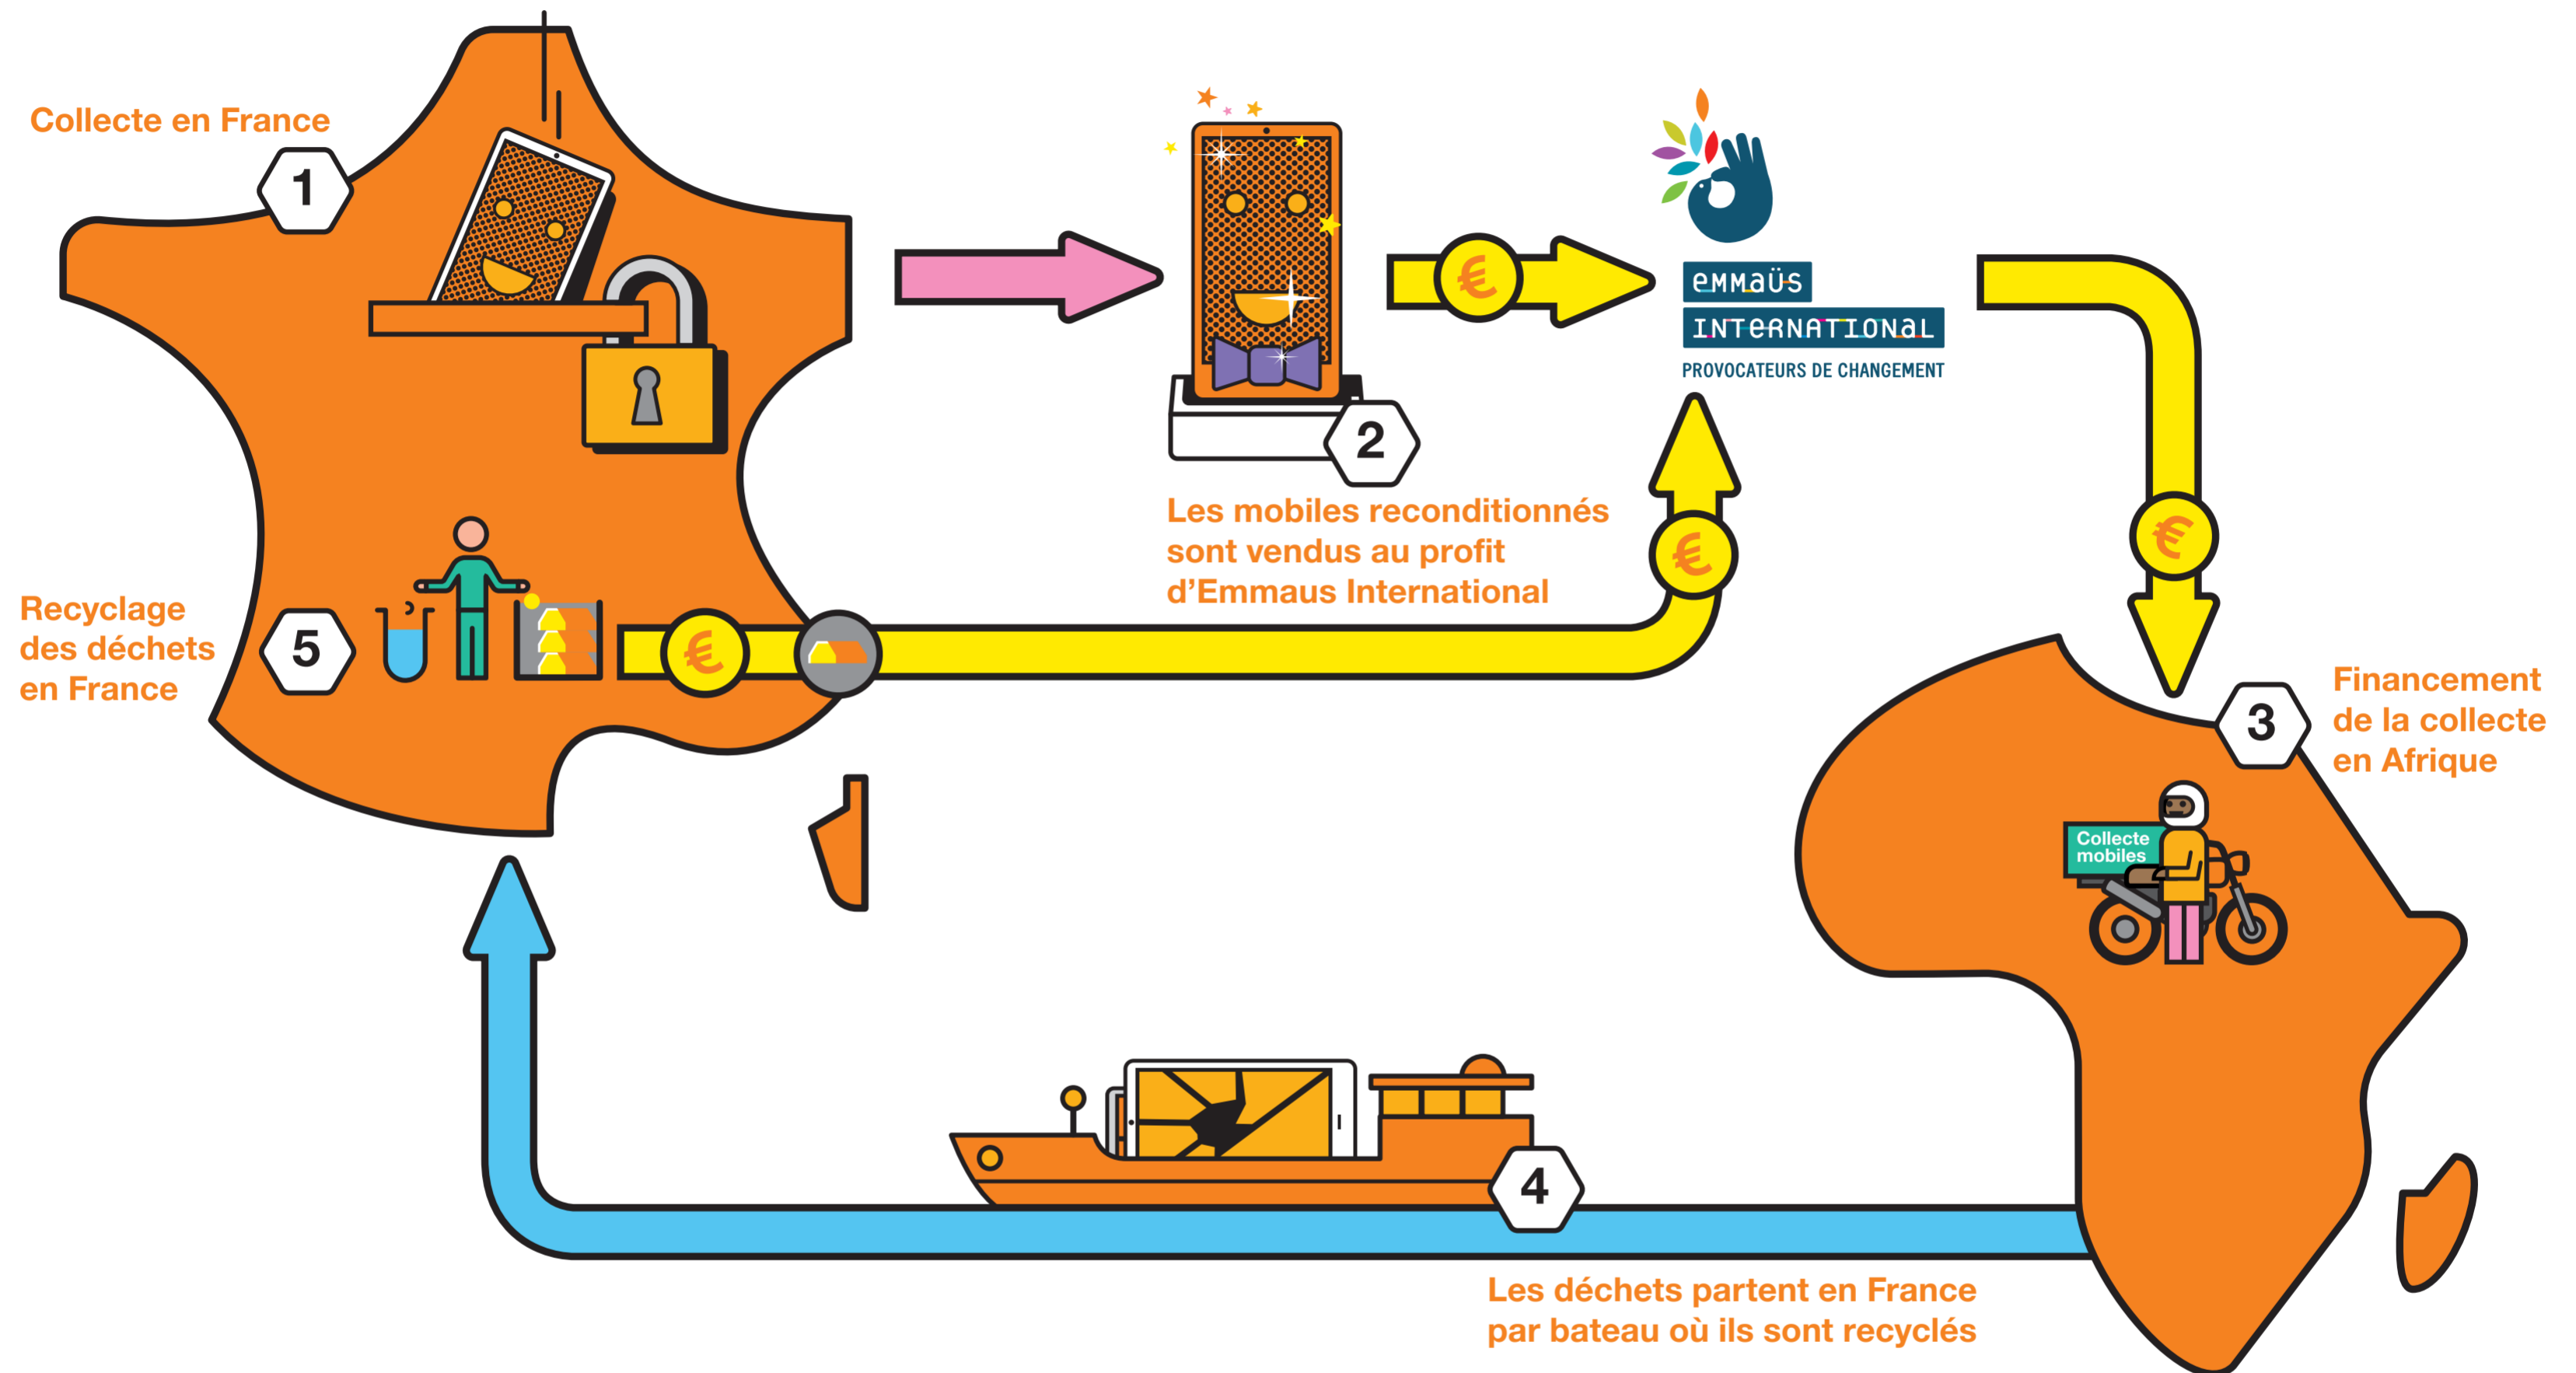 Collecte en France
1
2
Les mobiles reconditionnés
sont vendus au profit
d’Emmaus International
€
eMMaüs
INTeRNATIONaL
PROVOCATEURS DE CHANGEMENT
€
€
3
Financement
de la collecte
en Afrique
Collecte
mobiles
4
Les déchets partent en France
par bateau où ils sont recyclés
Recyclage
des déchets
en France
5
€